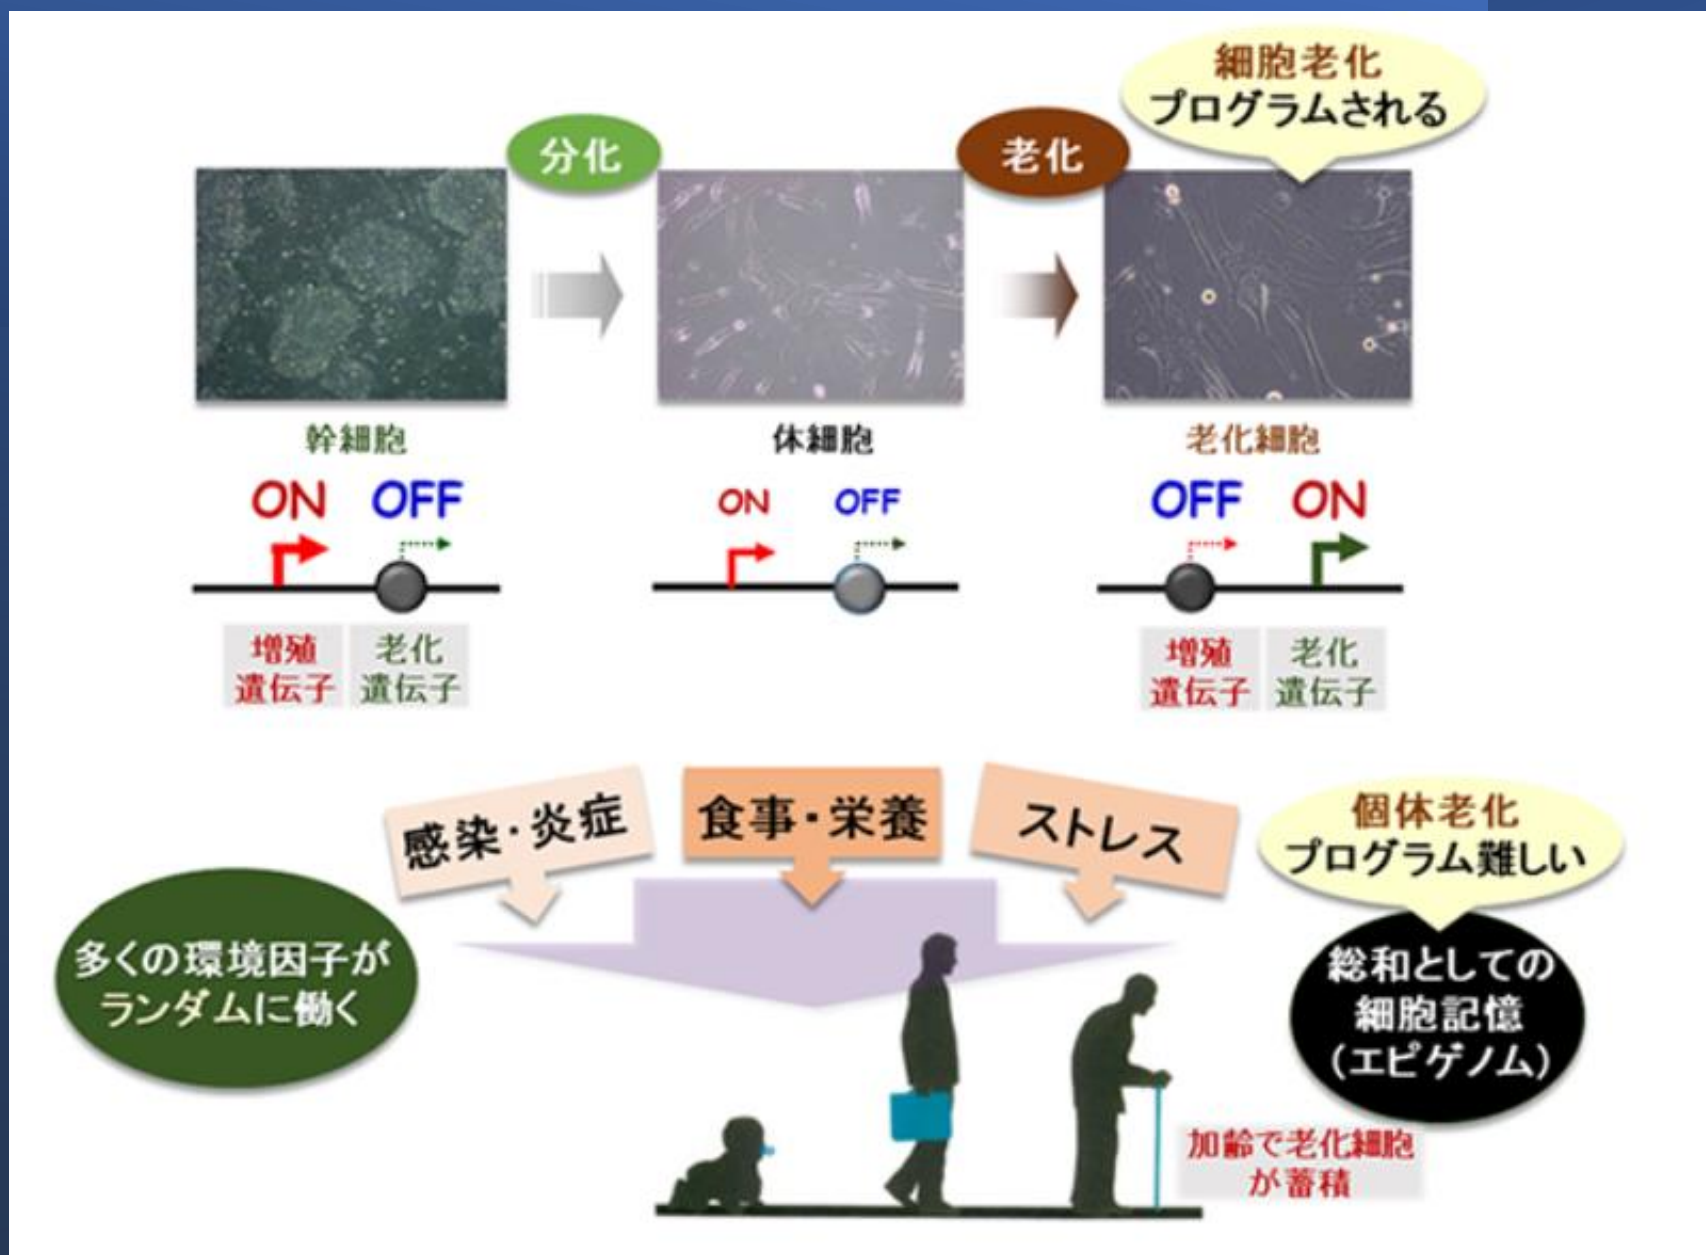 細胞老化
プログラムされる
分化
老化
幹細胞
体細胞
老化細胞
ON OFF
ON OFF
OFF ON
増殖
遺伝子
老化
遺伝子
増殖
遺伝子
老化
遺伝子
感染・炎症
食事・栄養
ストレス
個体老化
プログラム難しい
多くの環境因子が
ランダムに働く
総和としての
細胞記憶
(エピゲノム)
加齢で老化細胞
が蓄積